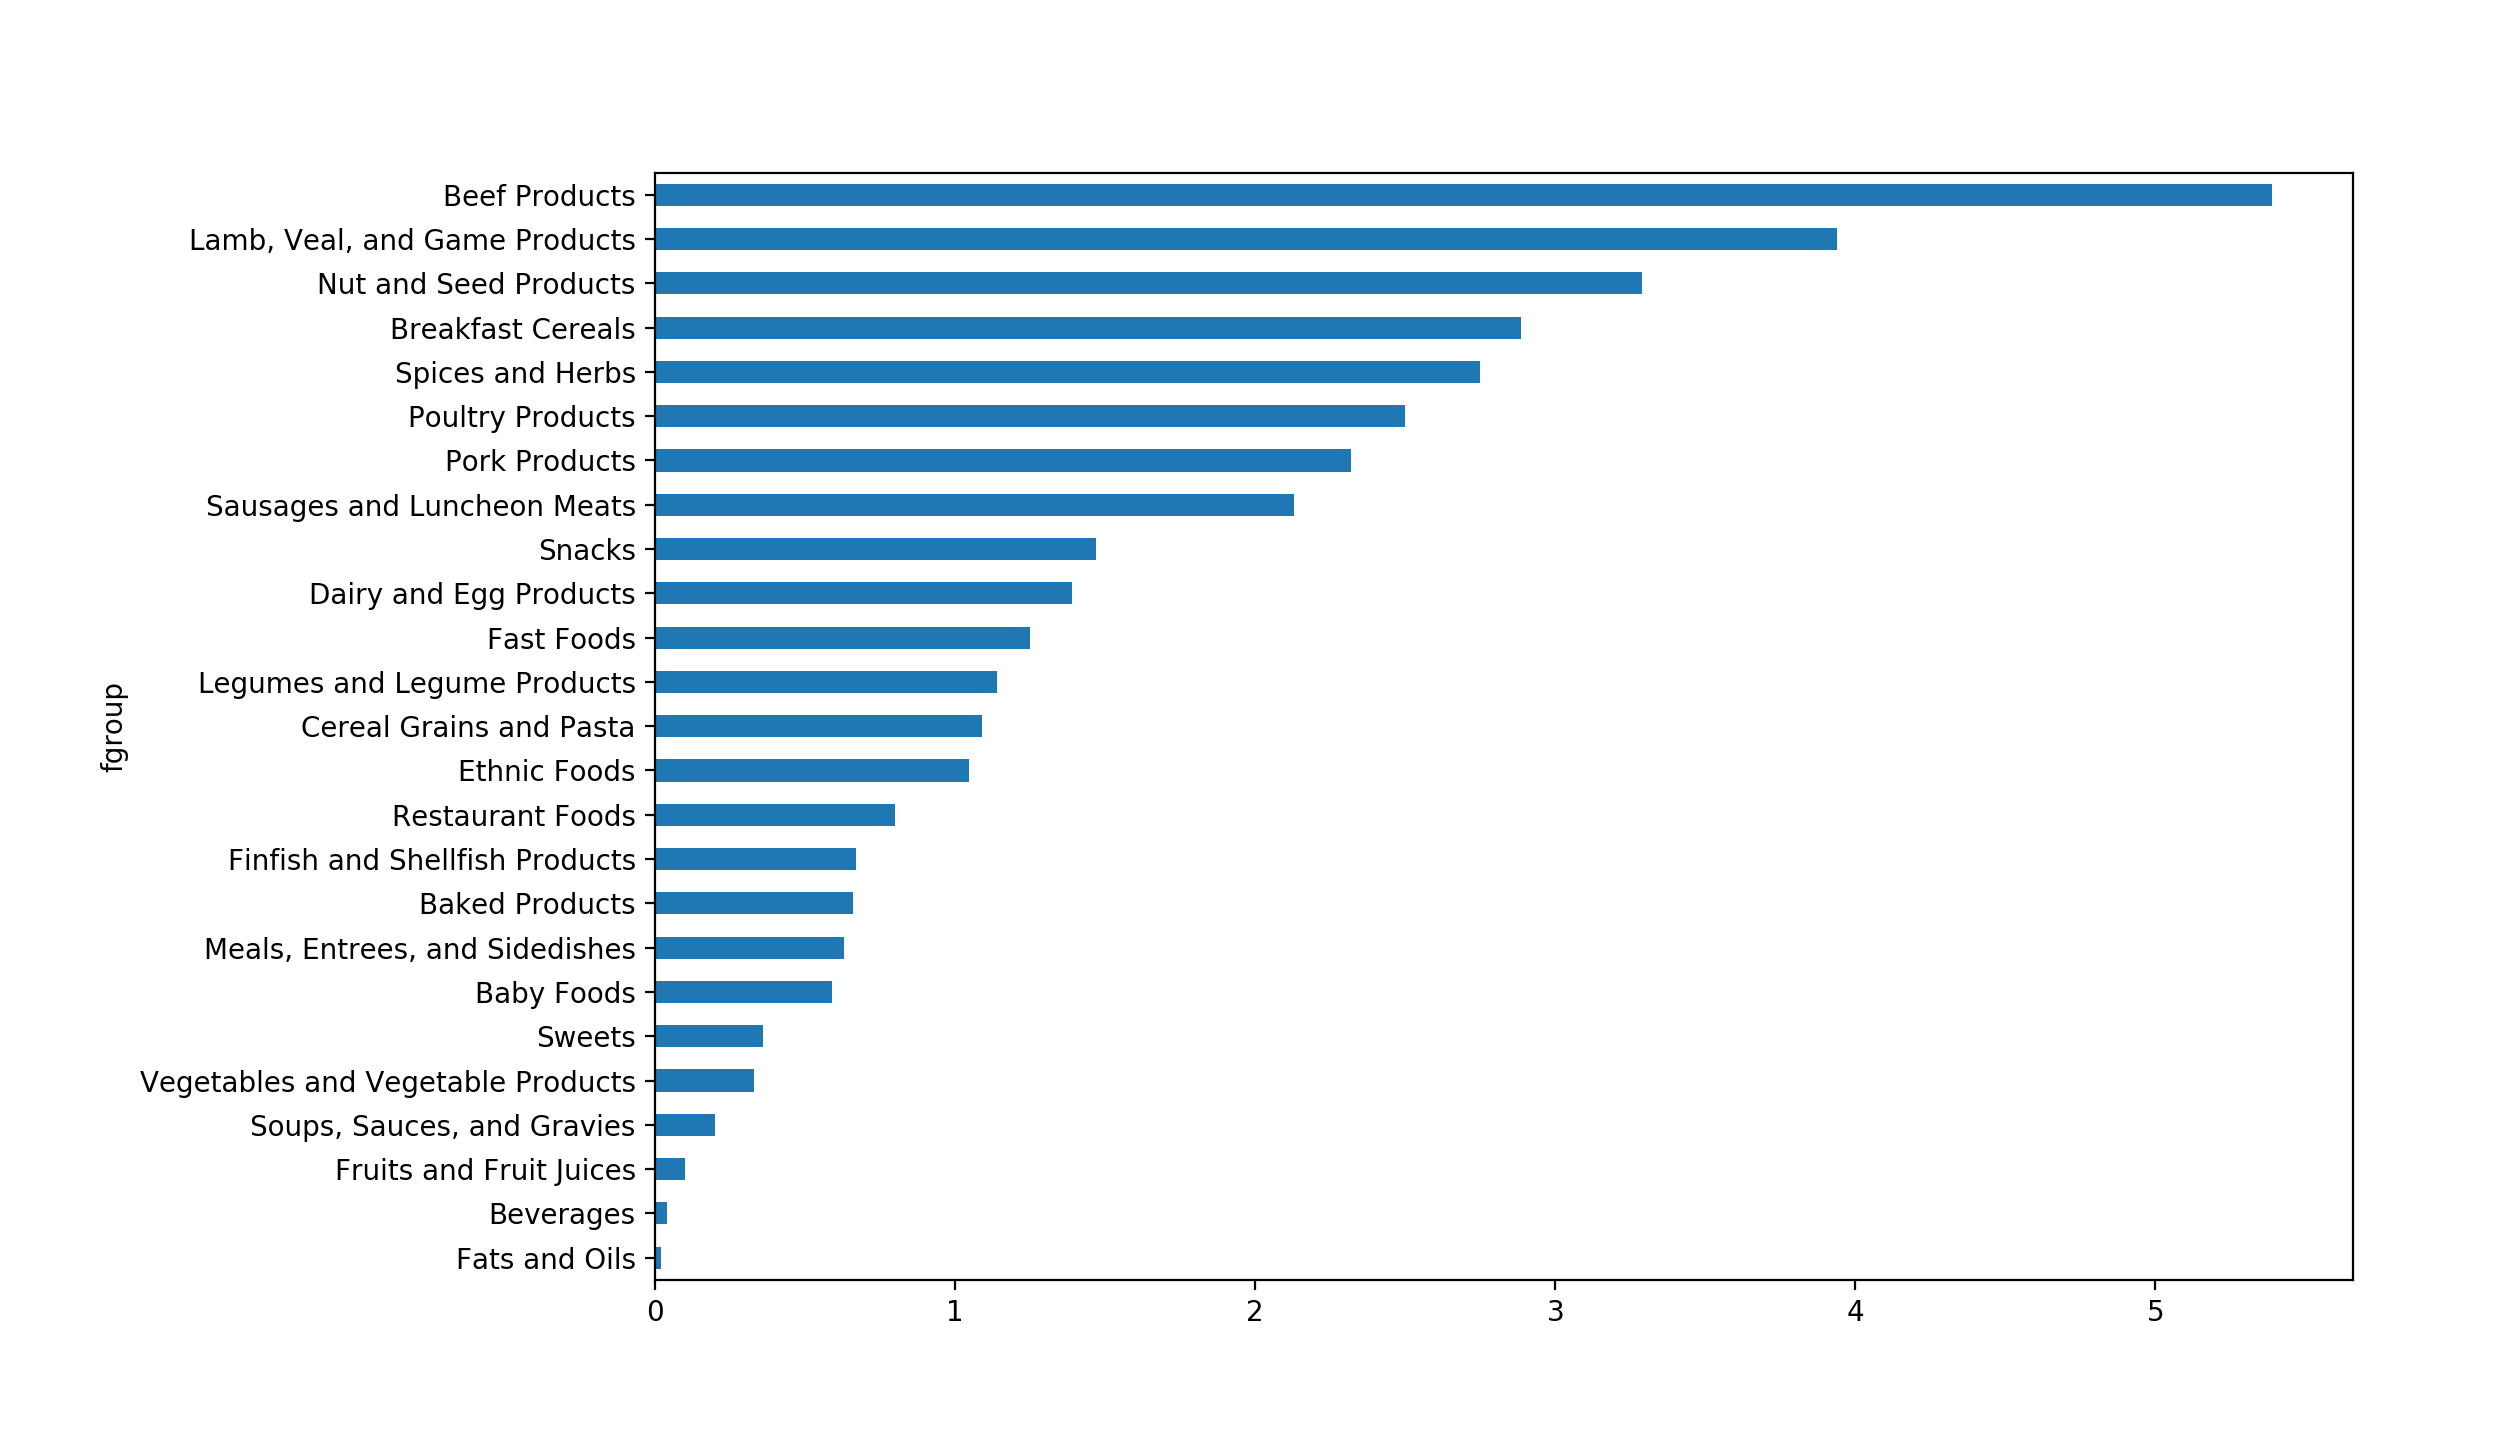 Beef Products
Lamb, Veal, and Game Products
Nut and Seed Products
Breakfast Cereals
Spices and Herbs
Poultry Products
Pork Products
Sausages and Luncheon Meats
Snacks
Dairy and Egg Products
Fast Foods
Legumes and Legume Products
Cereal Grains and Pasta
Ethnic Foods
Restaurant Foods
Finfish and Shellfish Products
Baked Products
Meals, Entrees, and Sidedishes
Baby Foods
Sweets
Vegetables and Vegetable Products
Soups, Sauces, and Gravies
Fruits and Fruit Juices
Beverages
Fats and Oils
fgroup
0 1 2 3 4 5